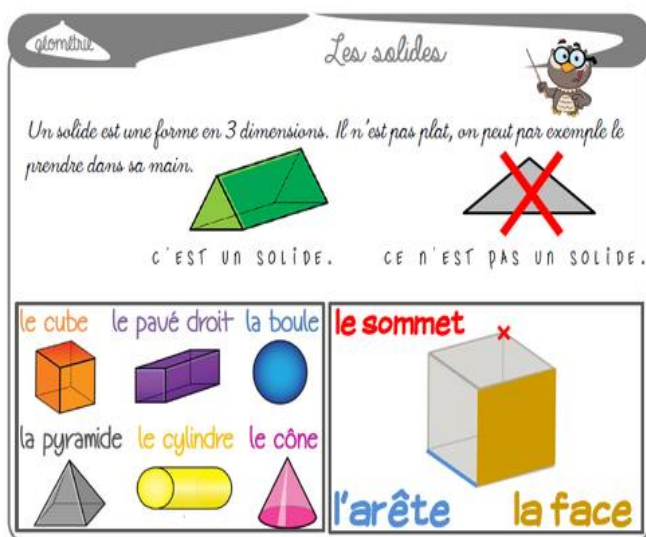 géométrie
Les solides
Un solide est une forme en 3 dimensions. Il n'est pas plat, on peut par exemple le
prendre dans sa main.
C'EST UN SOLIDE.
CE N'EST PAS UN SOLIDE.
le cube le pavé droit la boule
la pyramide le cylindre le cône
le sommet
l'arête la face